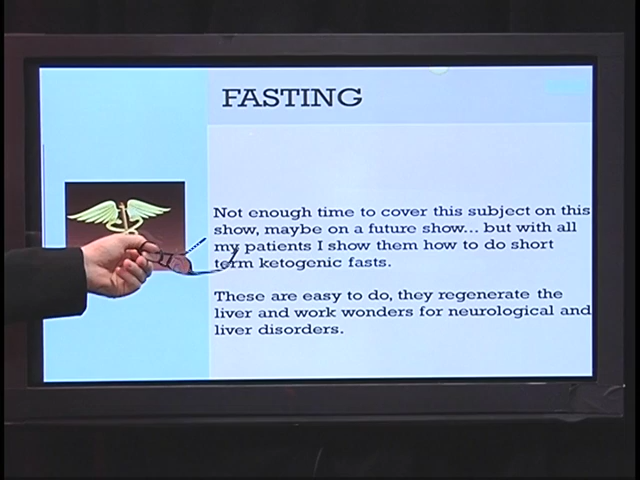 FASTING
Not enough time to cover this subject on this
show, maybe on a future show... but with all
my patients I show them how to do short
term ketogenic fasts.
These are easy to do, they regenerate the
liver and work wonders for neurological and
liver disorders.